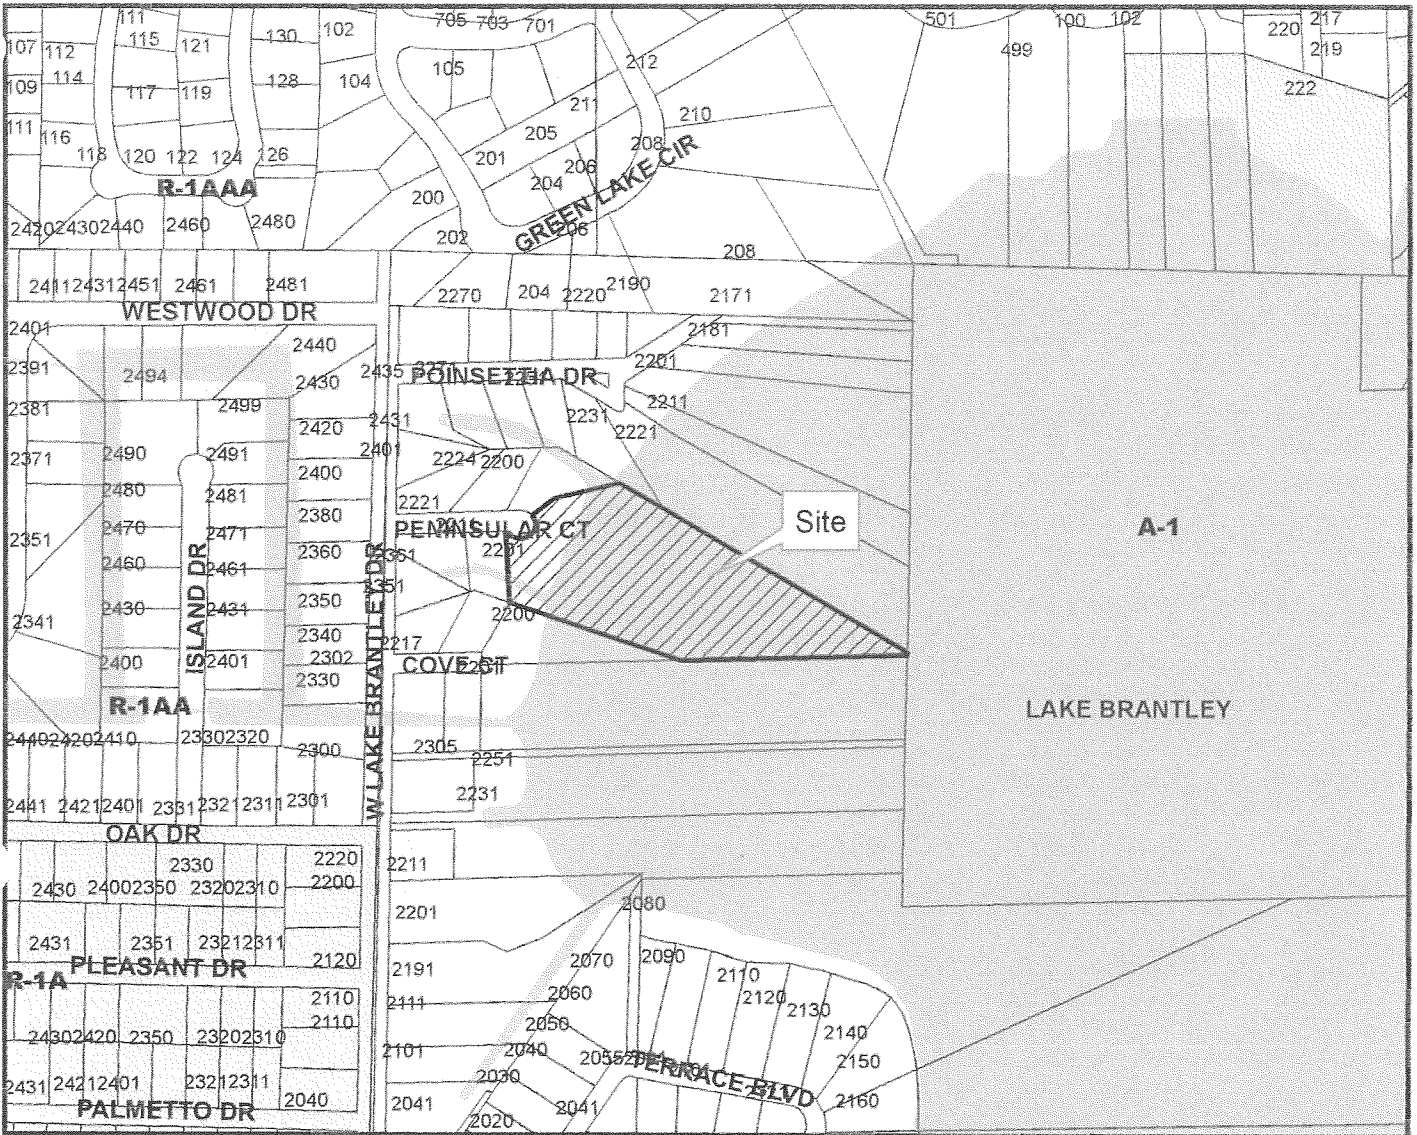 111 705 703 701 501 100 102 217
107 115 121 130 102 220
112 499 219
114 105 212
109 117 119 128 104 222
211 210
111 116 205 208
118 120 122 124 126 201 206
R-1AAA 204
200 GREEN LAKE CIR
2420 2430 2440 2460 2480 202 208
208
2411 2431 2451 2461 2481 2270 204 2220 2190 2171
WESTWOOD DR
2401 2440 2181
2391 2494 2430 2435 2271 2201
POINSETTIA DR
2381 2499 2420 2431 2231 2211
2221
2371 2490 2491 2400 2401 2224 2200
2480 2481 2380 2221
Site
2351 2470 2471 PENINSULAR CT A-1
2460 2461 2360 2361 2201
2430 2431 2350 2351
2341 2340 2200
2400 2401 2302 2217
ISLAND DR
2330 COVE CT
R-1AA LAKE BRANTLEY
W LAKE BRANTLEY DR
2440 2420 2410 2330 2320 2300 2305
2251
2441 2421 2401 2331 2321 2311 2301 2231
OAK DR
2330 2220 2211
2430 2400 2350 2320 2310 2200
2201 2080
2431 2351 2321 2311 2120
PLEASANT DR 2191 2070 2090 2110
R-1A
2110 2111 2060 2120 2130
2430 2420 2350 2320 2310 2110 2050 2140
2101 2040 2055 2150
2431 2421 2401 2321 2311 2030
TERRACE BLVD
PALMETTO DR 2040 2041 2041 2160
2020